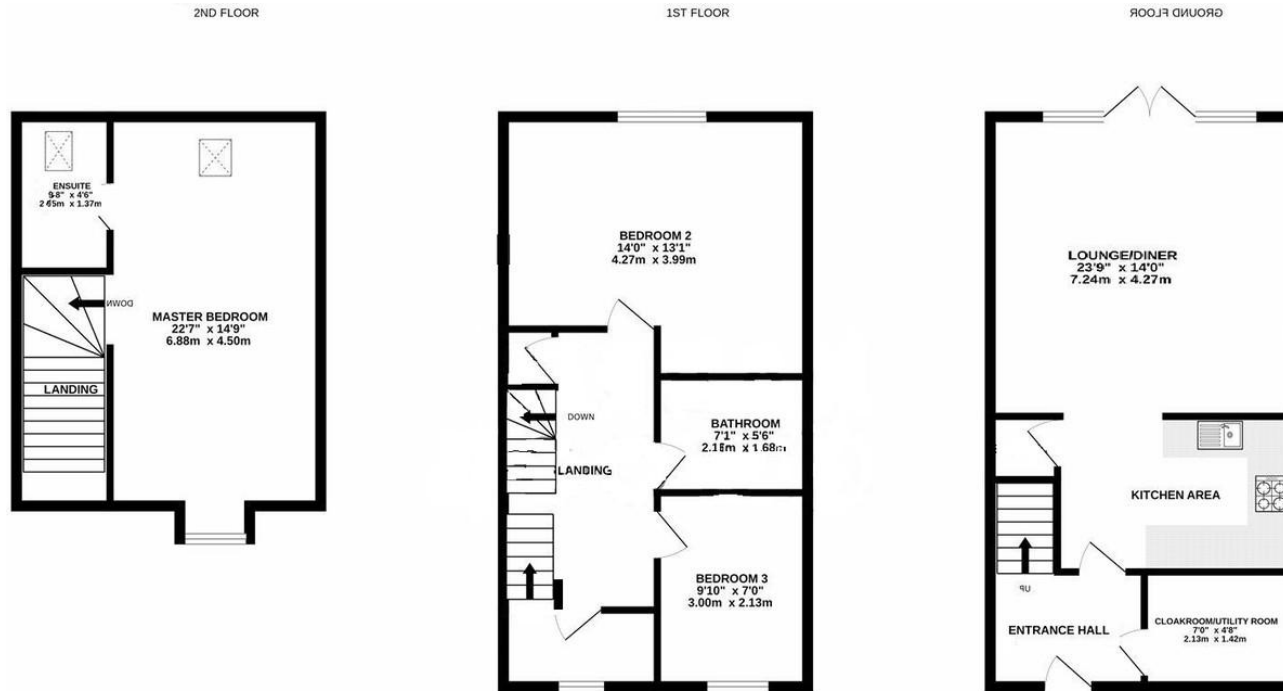 2ND FLOOR
1ST FLOOR
GROUND FLOOR
ENSUITE
9'8" x 4'6"
x 1.37m
DOWN
MASTER BEDROOM
22'7" x 14'9"
6.88m x 4.50m
LANDING
BEDROOM 2
14'0" x 13'1"
4.27m x 3.99m
DOWN
BATHROOM
7'1" x 5'6"
x 1.68m
LANDING
BEDROOM 3
9'10" x 7'0"
3.00m x 2.13m
LOUNGE/DINER
23'9" x 14'0"
7.24m x 4.27m
KITCHEN AREA
UP
ENTRANCE HALL
CLOAKROOM/UTILITY ROOM
7'0" x 4'8"
2.13m x 1.42m